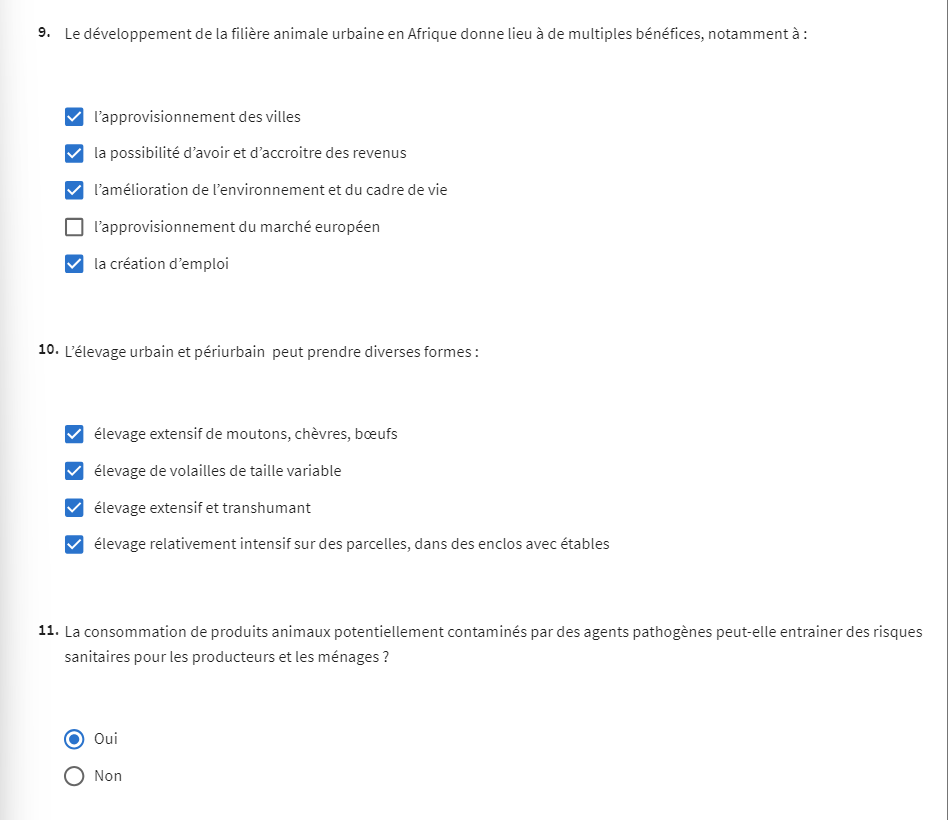 9. Le développement de la filière animale urbaine en Afrique donne lieu à de multiples bénéfices, notamment à :
l’approvisionnement des villes
la possibilité d’avoir et d’accroitre des revenus
l’amélioration de l’environnement et du cadre de vie
l’approvisionnement du marché européen
la création d’emploi
10. L’élevage urbain et périurbain peut prendre diverses formes :
élevage extensif de moutons, chèvres, bœufs
élevage de volailles de taille variable
élevage extensif et transhumant
élevage relativement intensif sur des parcelles, dans des enclos avec étables
11. La consommation de produits animaux potentiellement contaminés par des agents pathogènes peut-elle entrainer des risques
sanitaires pour les producteurs et les ménages ?
Oui
Non